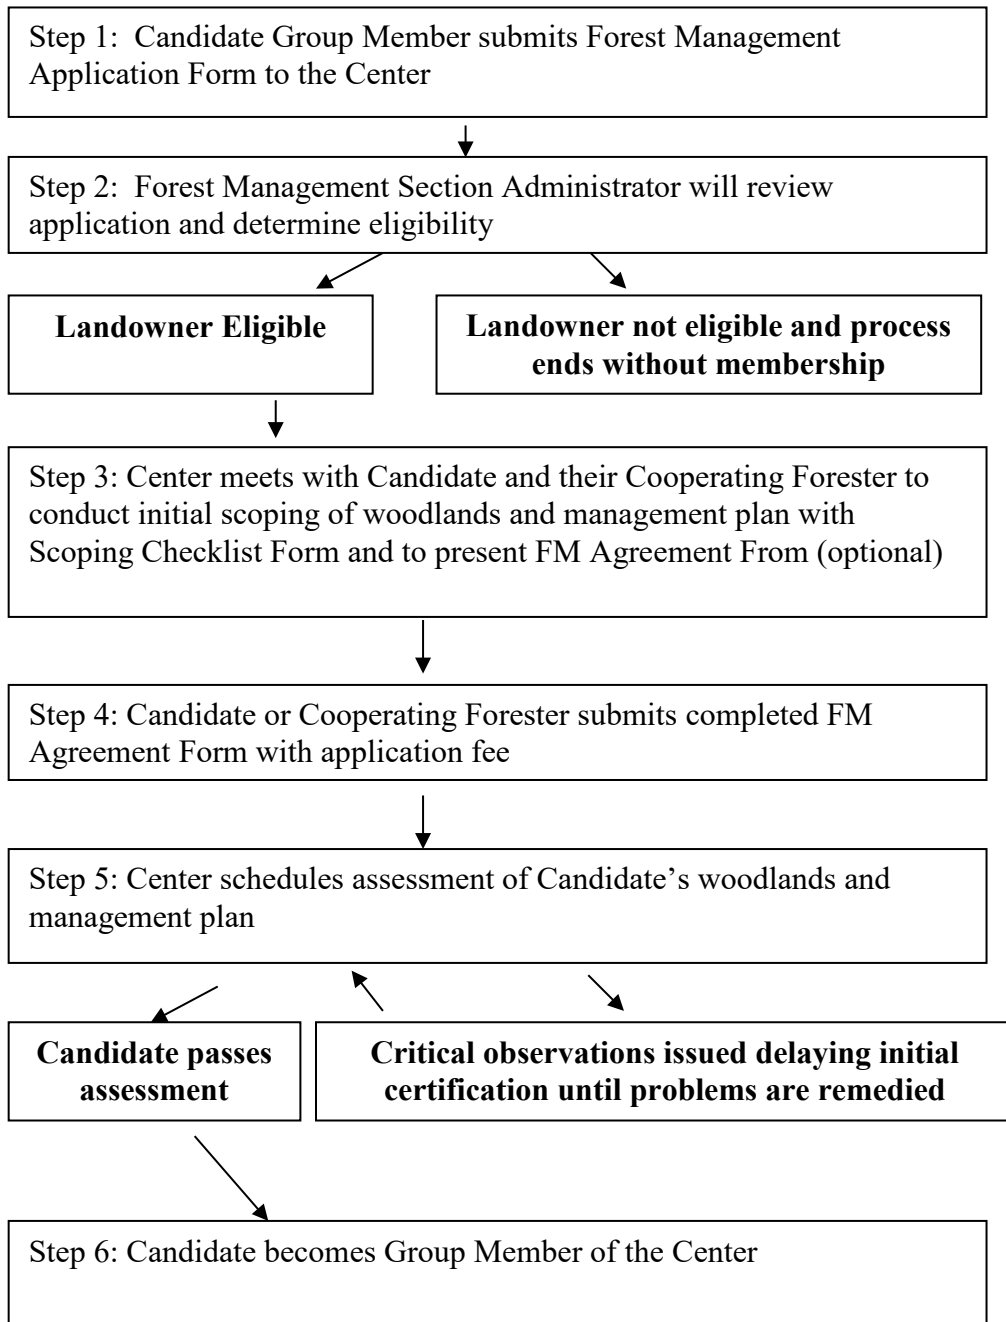 Step 1:  Candidate Group Member submits Forest Management
Application Form to the Center
Step 2:  Forest Management Section Administrator will review
application and determine eligibility
Landowner Eligible
Landowner not eligible and process
ends without membership
Step 3: Center meets with Candidate and their Cooperating Forester to
conduct initial scoping of woodlands and management plan with
Scoping Checklist Form and to present FM Agreement From (optional)
Step 4: Candidate or Cooperating Forester submits completed FM
Agreement Form with application fee
Step 5: Center schedules assessment of Candidate’s woodlands and
management plan
Candidate passes
assessment
Critical observations issued delaying initial
certification until problems are remedied
Step 6: Candidate becomes Group Member of the Center